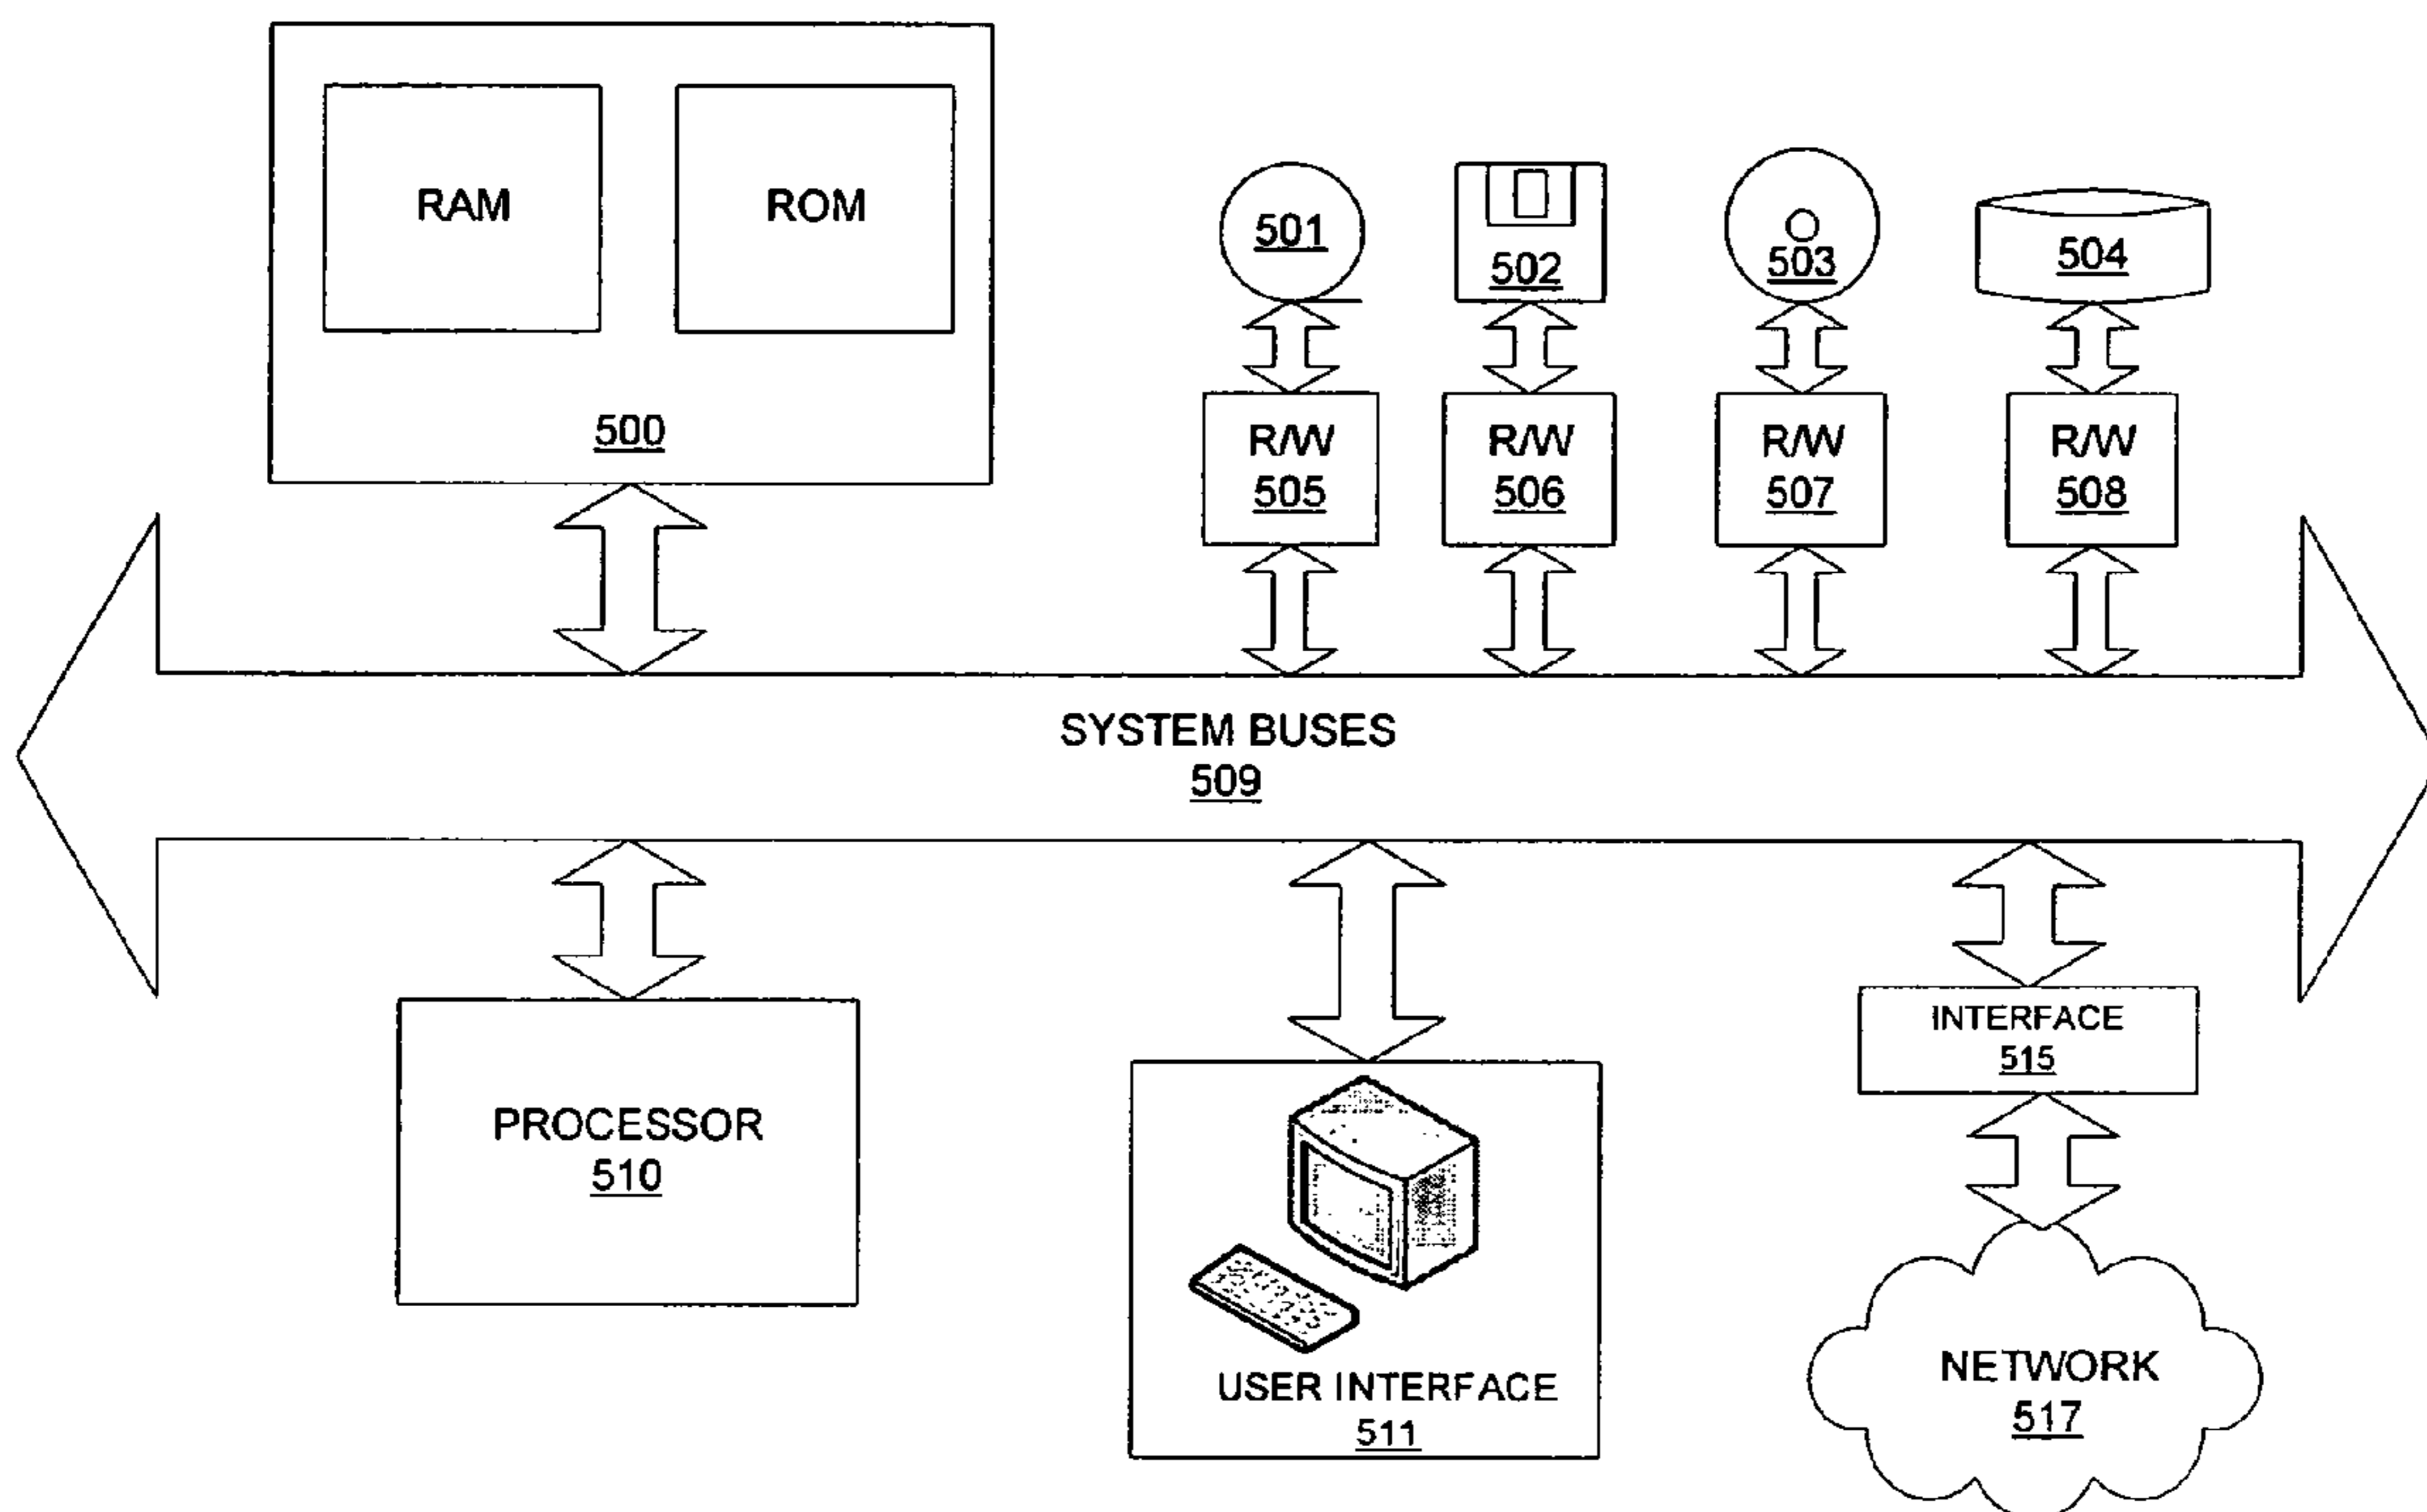 RAM
ROM
500
501
502
503
504
R/W
505
R/W
506
R/W
507
R/W
508
SYSTEM BUSES
509
PROCESSOR
510
USER INTERFACE
511
INTERFACE
515
NETWORK
517